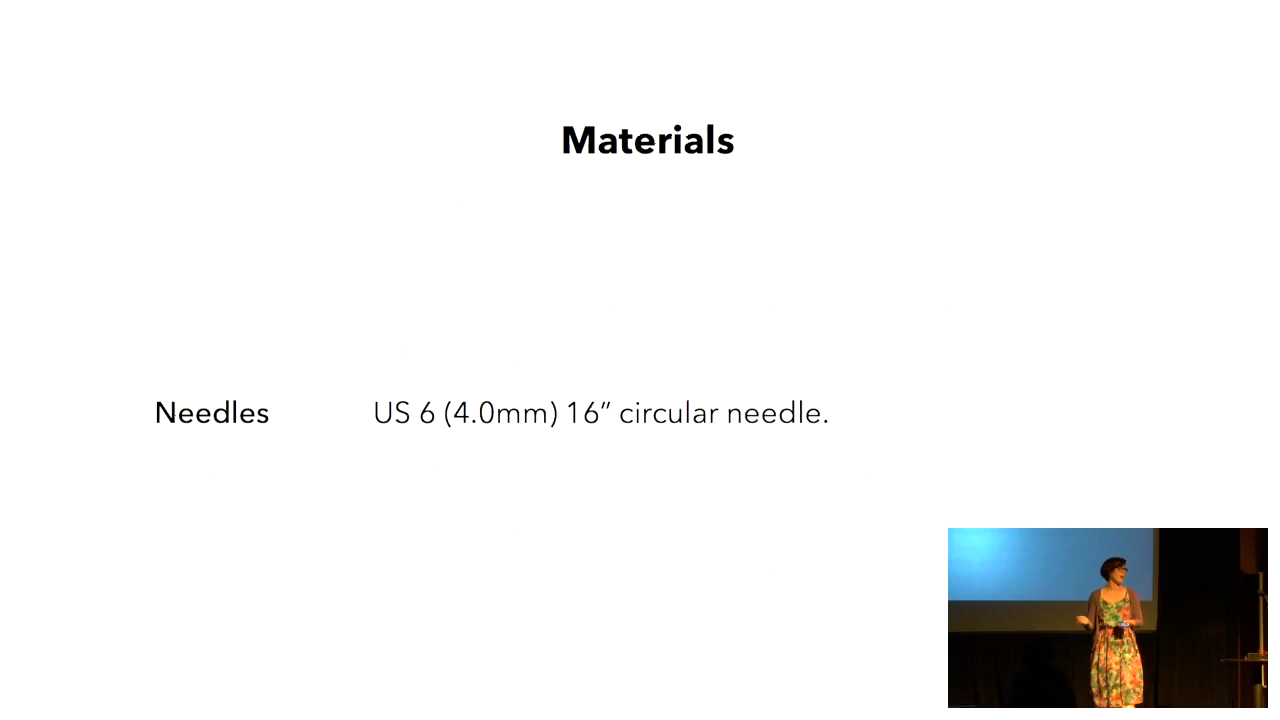 Materials
Needles US 6 (4.0mm) 16” circular needle.